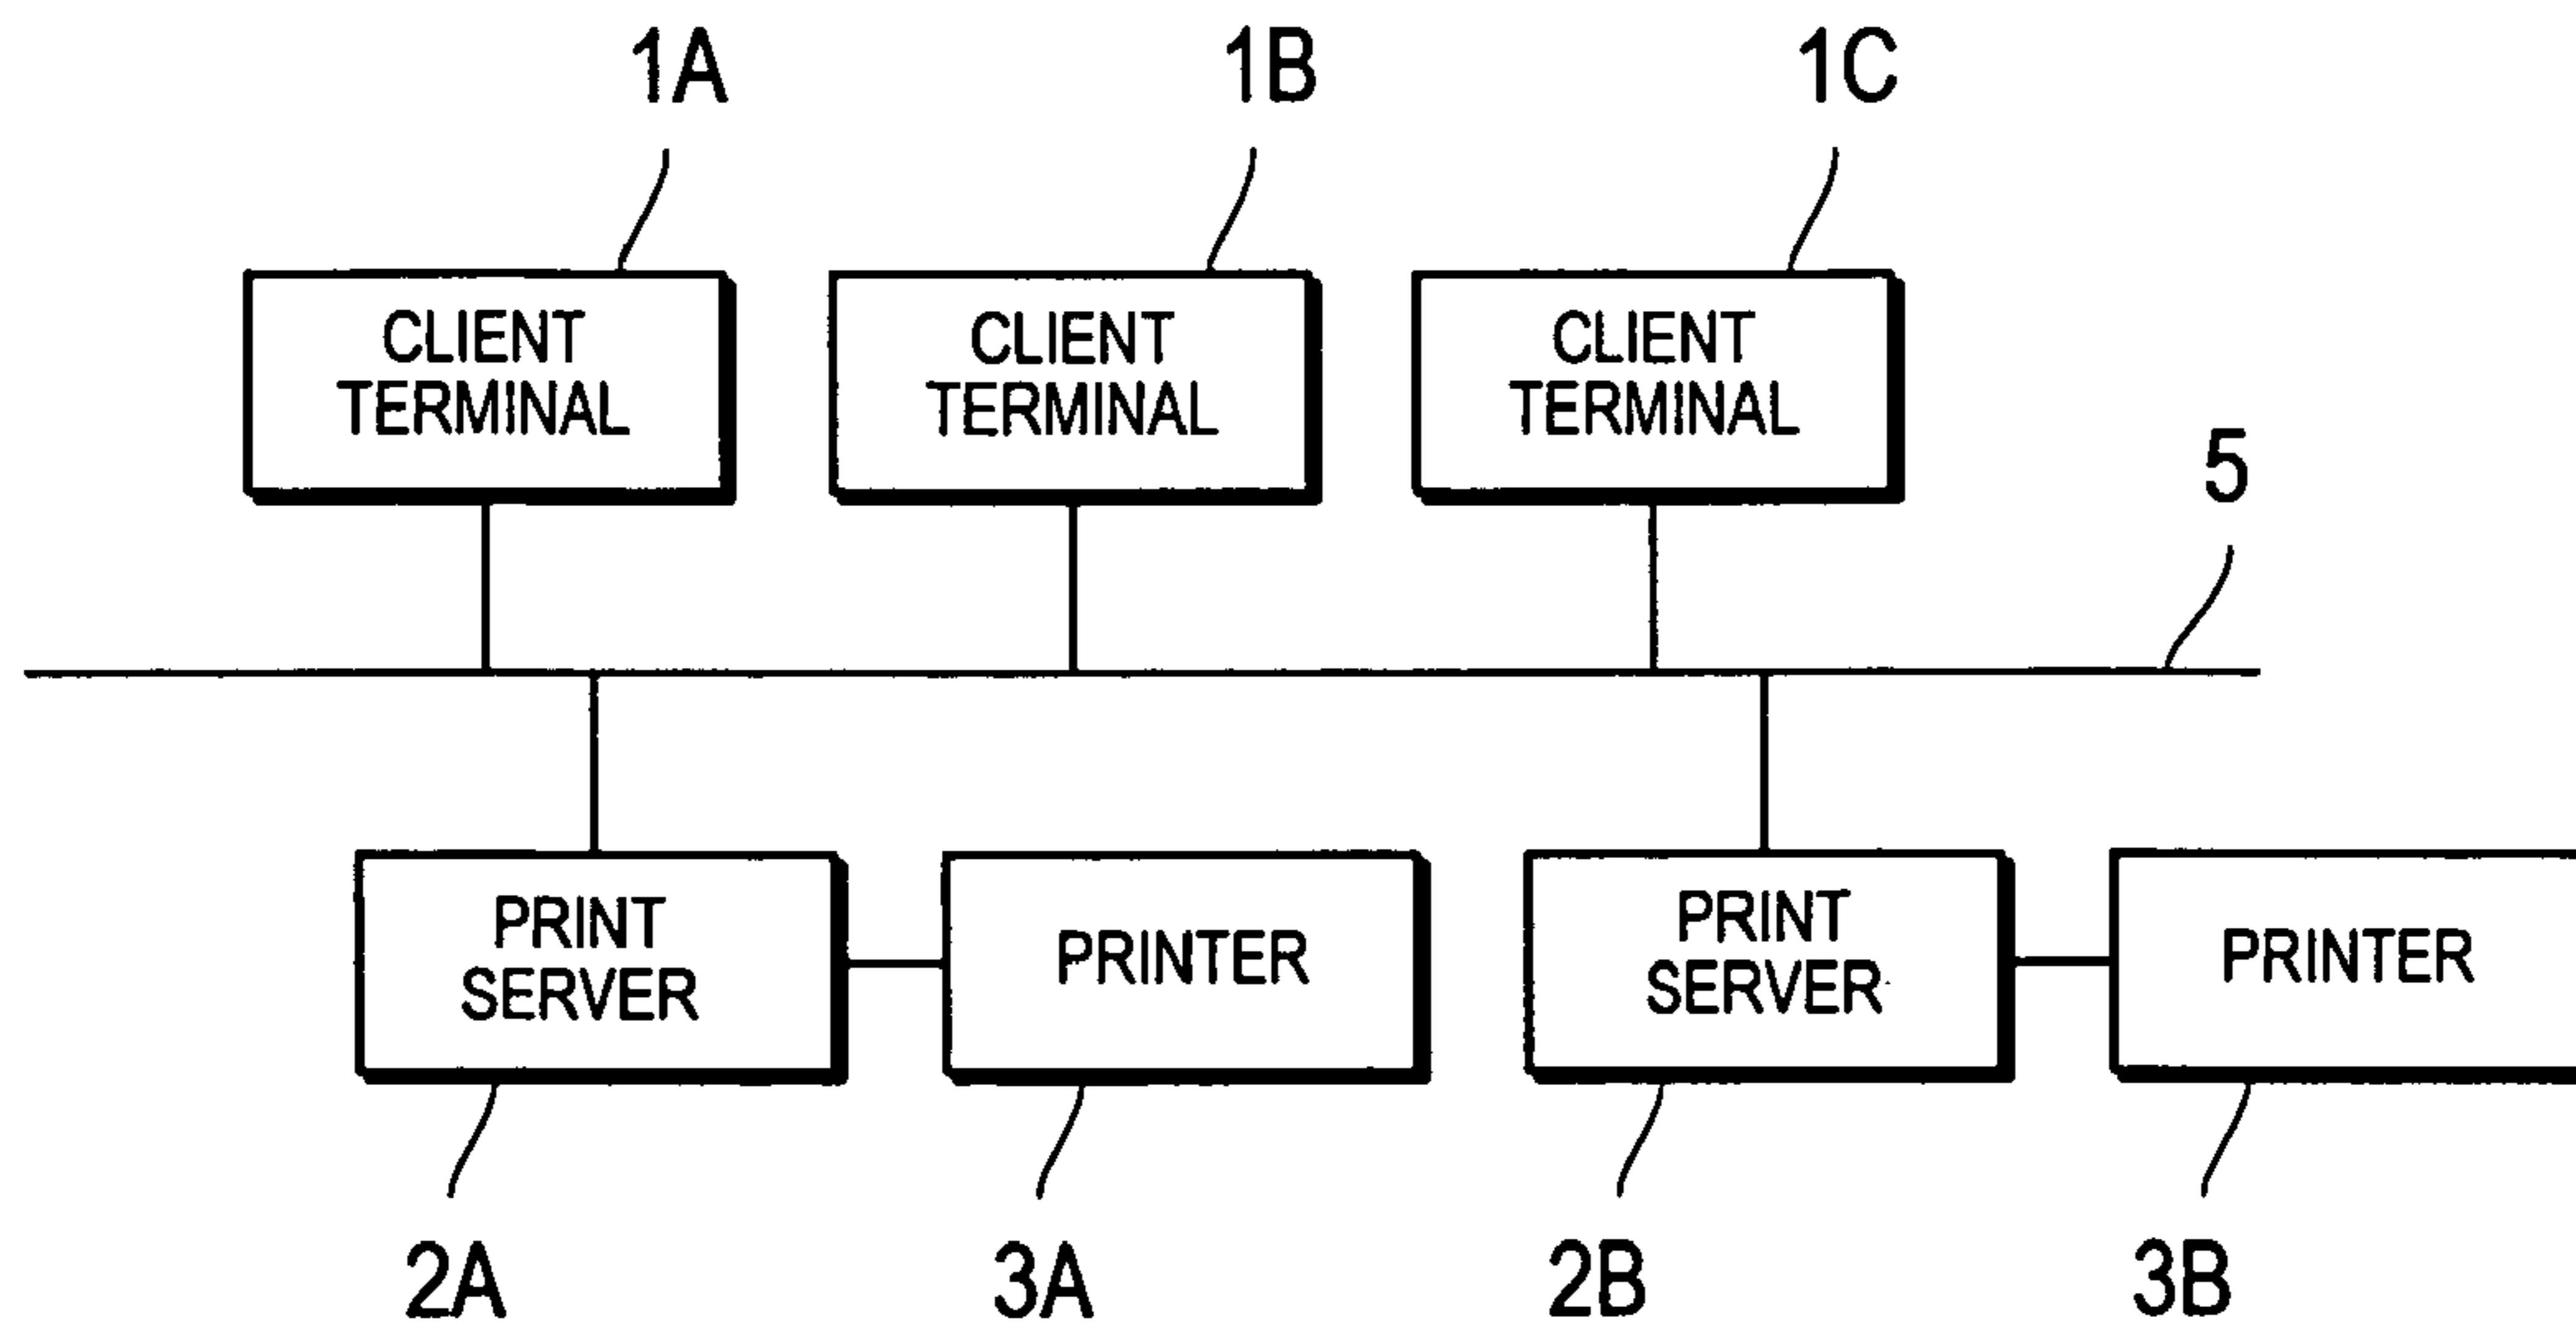 1A
1B
1C
CLIENT
TERMINAL
CLIENT
TERMINAL
CLIENT
TERMINAL
5
PRINT
SERVER
PRINTER
PRINT
SERVER
PRINTER
2A
3A
2B
3B